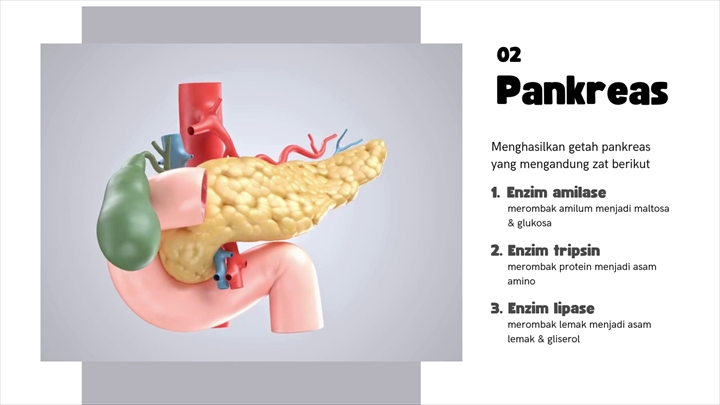 02
Pankreas
Menghasilkan getah pankreas
yang mengandung zat berikut
1. Enzim amilase
merombak amilum menjadi maltosa
& glukosa
2. Enzim tripsin
merombak protein menjadi asam
amino
3. Enzim lipase
merombak lemak menjadi asam
lemak & gliserol